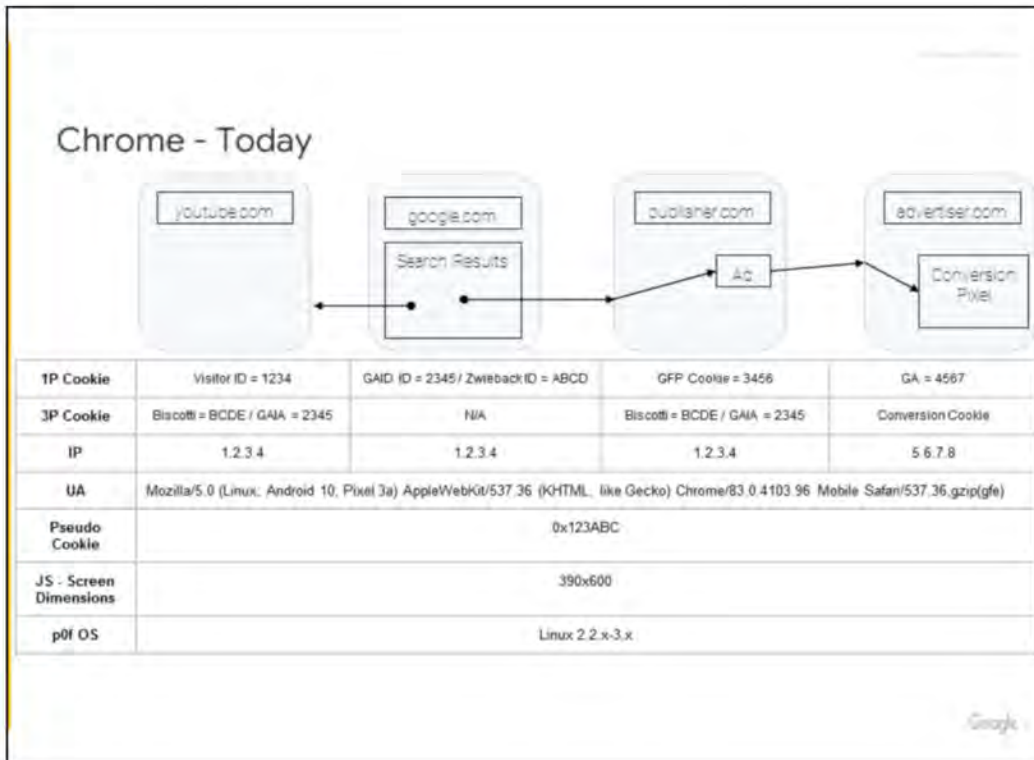 Chrome - Today
youtube.com
google.com
publisher.com
advertiser.com
Search Results
Ad
Conversion
Pixel
1P Cookie
Visitor ID = 1234
GAID ID = 2345 / Zwieback ID = ABCD
GFP Cookie = 3456
GA = 4567
3P Cookie
Biscotti = BCDE / GAIA = 2345
N/A
Biscotti = BCDE / GAIA = 2345
Conversion Cookie
IP
1.2.3.4
1.2.3.4
1.2.3.4
5.6.7.8
UA
Mozilla/5.0 (Linux; Android 10; Pixel 3a) AppleWebKit/537.36 (KHTML, like Gecko) Chrome/83.0.4103.96 Mobile Safari/537.36,gzip(gfe)
Pseudo
Cookie
0x123ABC
JS - Screen
Dimensions
390x600
p0f OS
Linux 2.2.x-3.x
Google